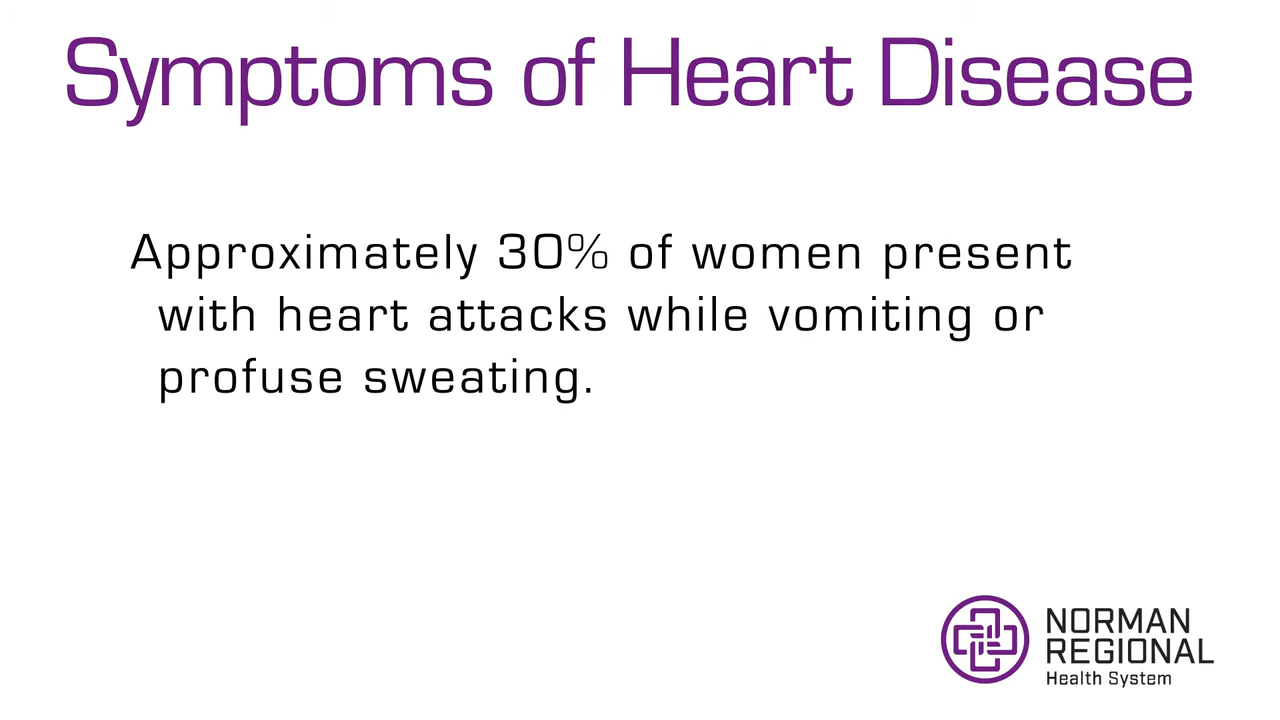 Symptoms of Heart Disease
Approximately 30% of women present
with heart attacks while vomiting or
profuse sweating.
NORMAN
REGIONAL
Health System